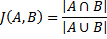 J(A,B) = |A ∩ B| / |A ∪ B|